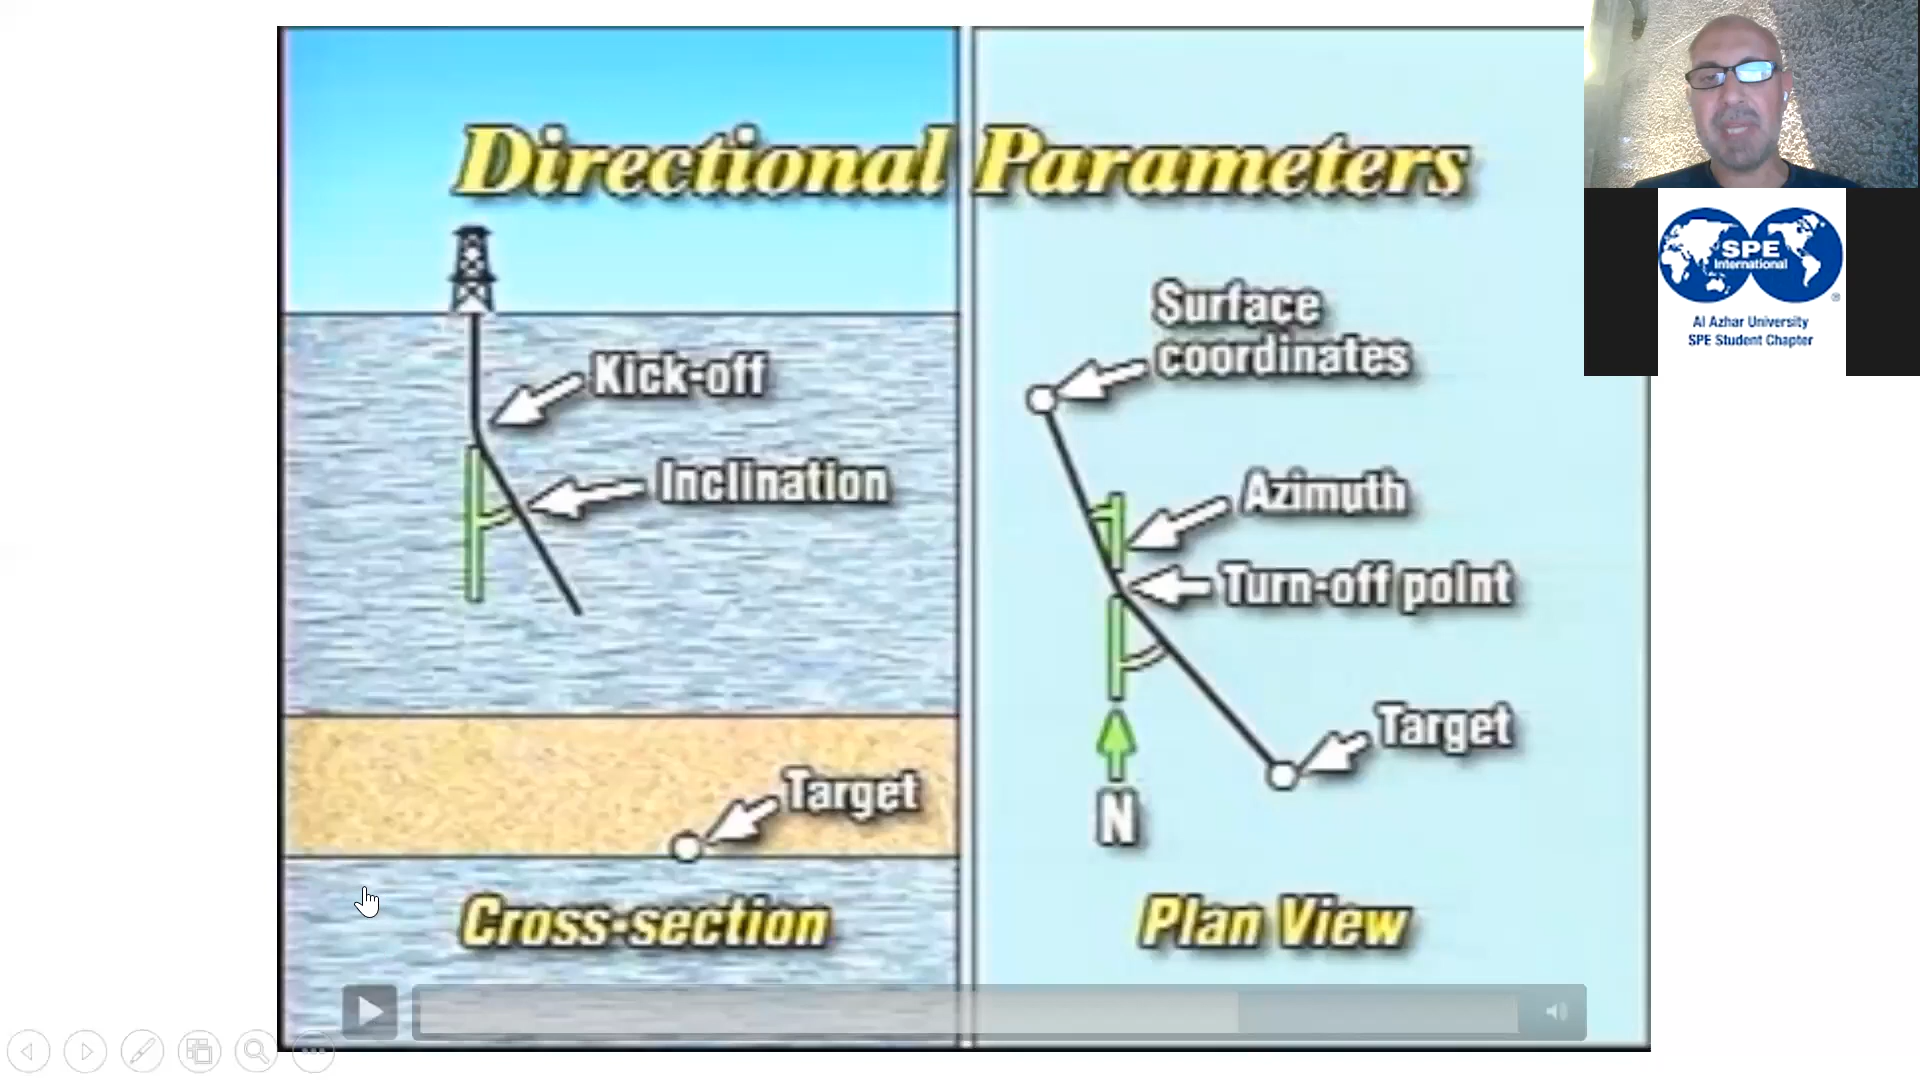 Directional Parameters
Kick-off
Inclination
Target
Cross-section
Surface
coordinates
Azimuth
Turn-off point
Target
N
Plan View
SPE
International
®
Al Azhar University
SPE Student Chapter